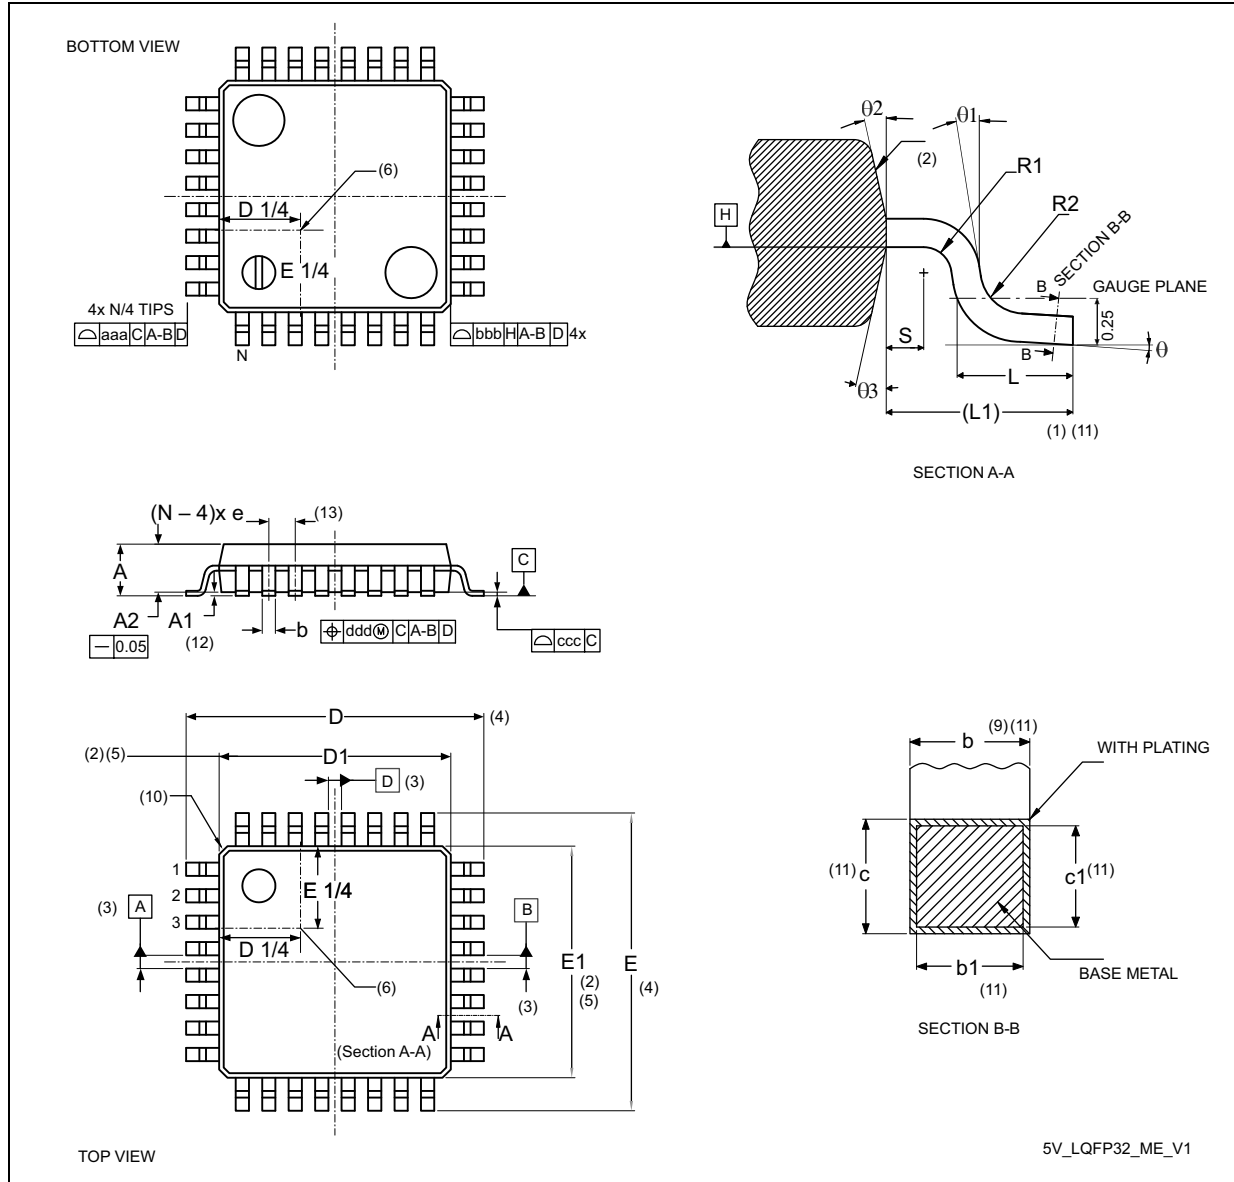 BOTTOM VIEW
(6)
D 1/4
E 1/4
4x N/4 TIPS
⌓ aaa C A-B D
⌓ bbb H A-B D 4x
N
θ2
θ1
(2)
R1
R2
H
SECTION B-B
B
GAUGE PLANE
0.25
S
B
θ
L
θ3
(L1)
(1) (11)
SECTION A-A
(N – 4)x e
(13)
A
C
A2
A1
(12)
b
⌖ ddd Ⓜ C A-B D
— 0.05
⌓ ccc C
D
(4)
(2) (5)
D1
D
(3)
(10)
1
2
3
E 1/4
(3)
A
B
D 1/4
E1
(2)
(5)
E
(4)
(6)
(3)
A
A
(Section A-A)
TOP VIEW
b
(9) (11)
WITH PLATING
(11)
c
c1
(11)
b1
(11)
BASE METAL
SECTION B-B
5V_LQFP32_ME_V1